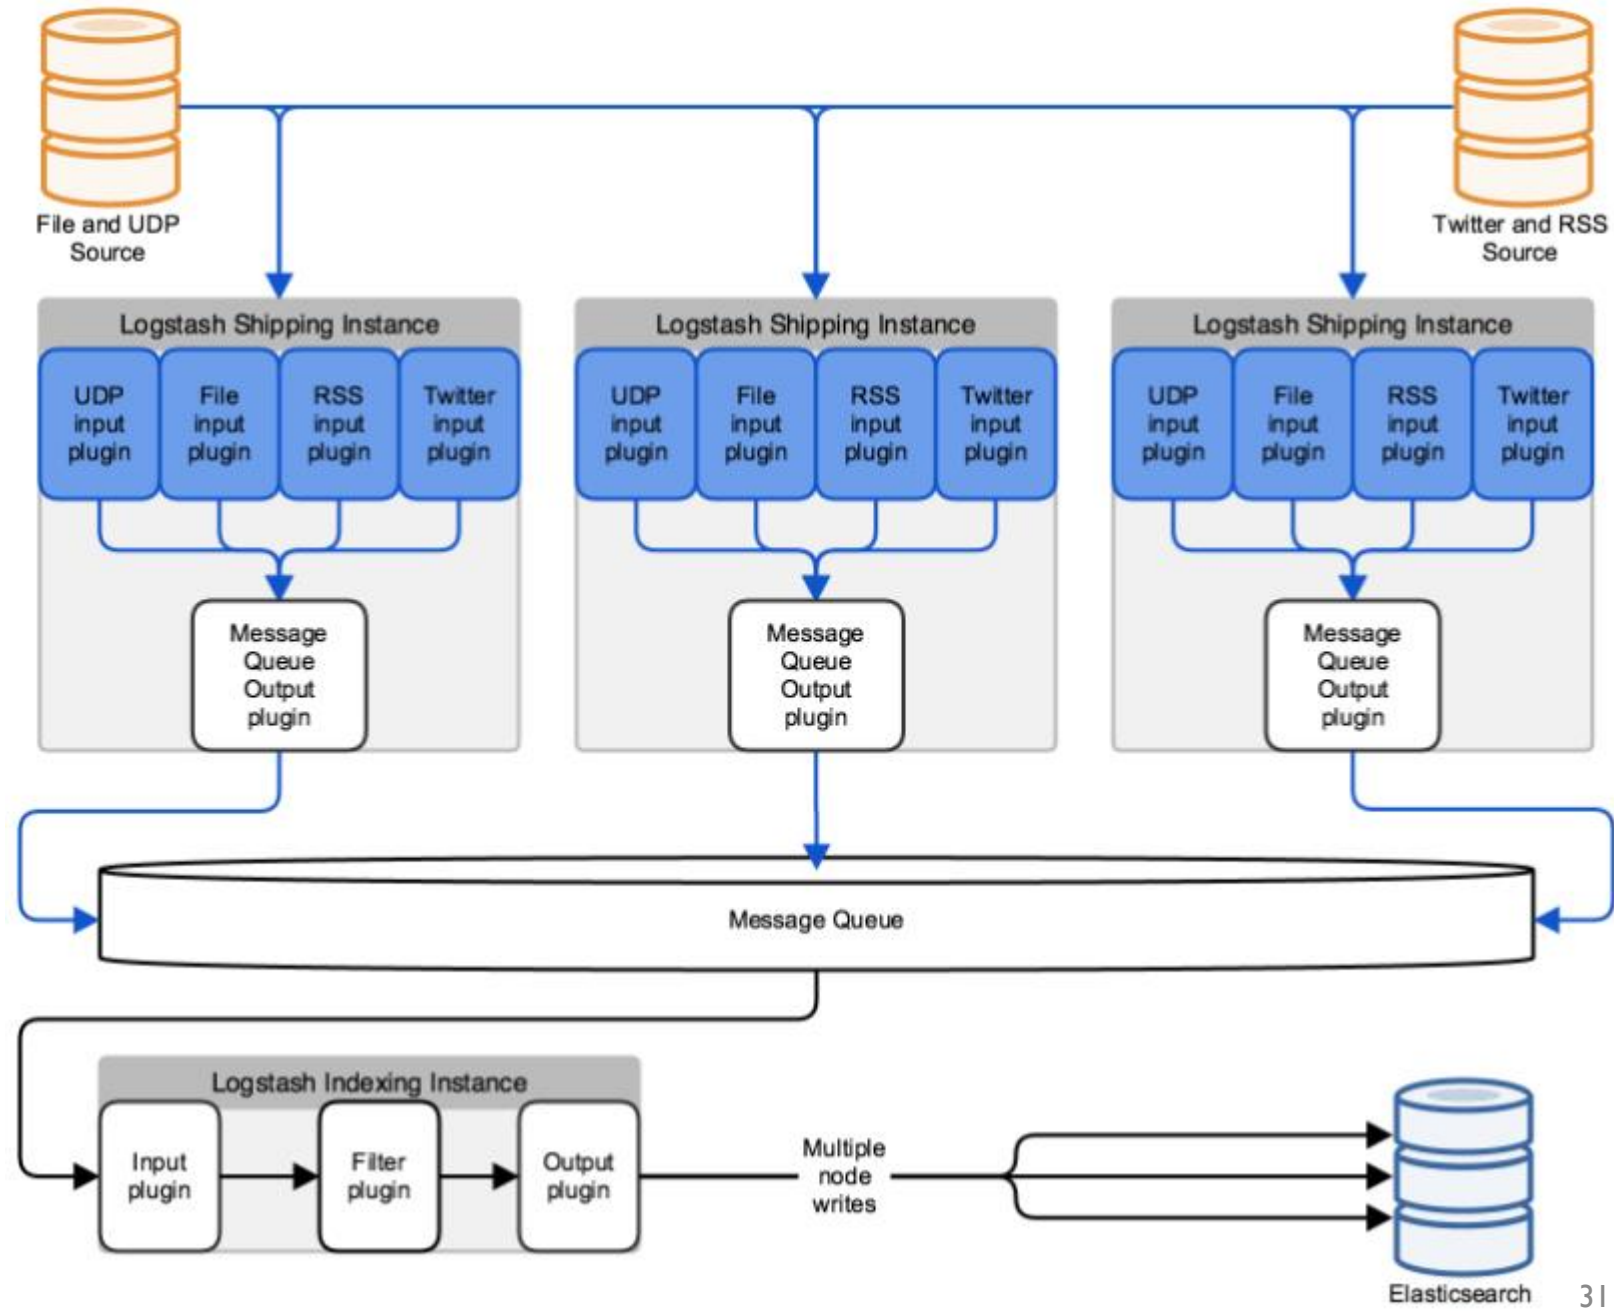 File and UDP
Source
Twitter and RSS
Source
Logstash Shipping Instance
UDP
input
plugin
File
input
plugin
RSS
input
plugin
Twitter
input
plugin
Message
Queue
Output
plugin
Logstash Shipping Instance
UDP
input
plugin
File
input
plugin
RSS
input
plugin
Twitter
input
plugin
Message
Queue
Output
plugin
Logstash Shipping Instance
UDP
input
plugin
File
input
plugin
RSS
input
plugin
Twitter
input
plugin
Message
Queue
Output
plugin
Message Queue
Logstash Indexing Instance
Input
plugin
Filter
plugin
Output
plugin
Multiple
node
writes
Elasticsearch
31